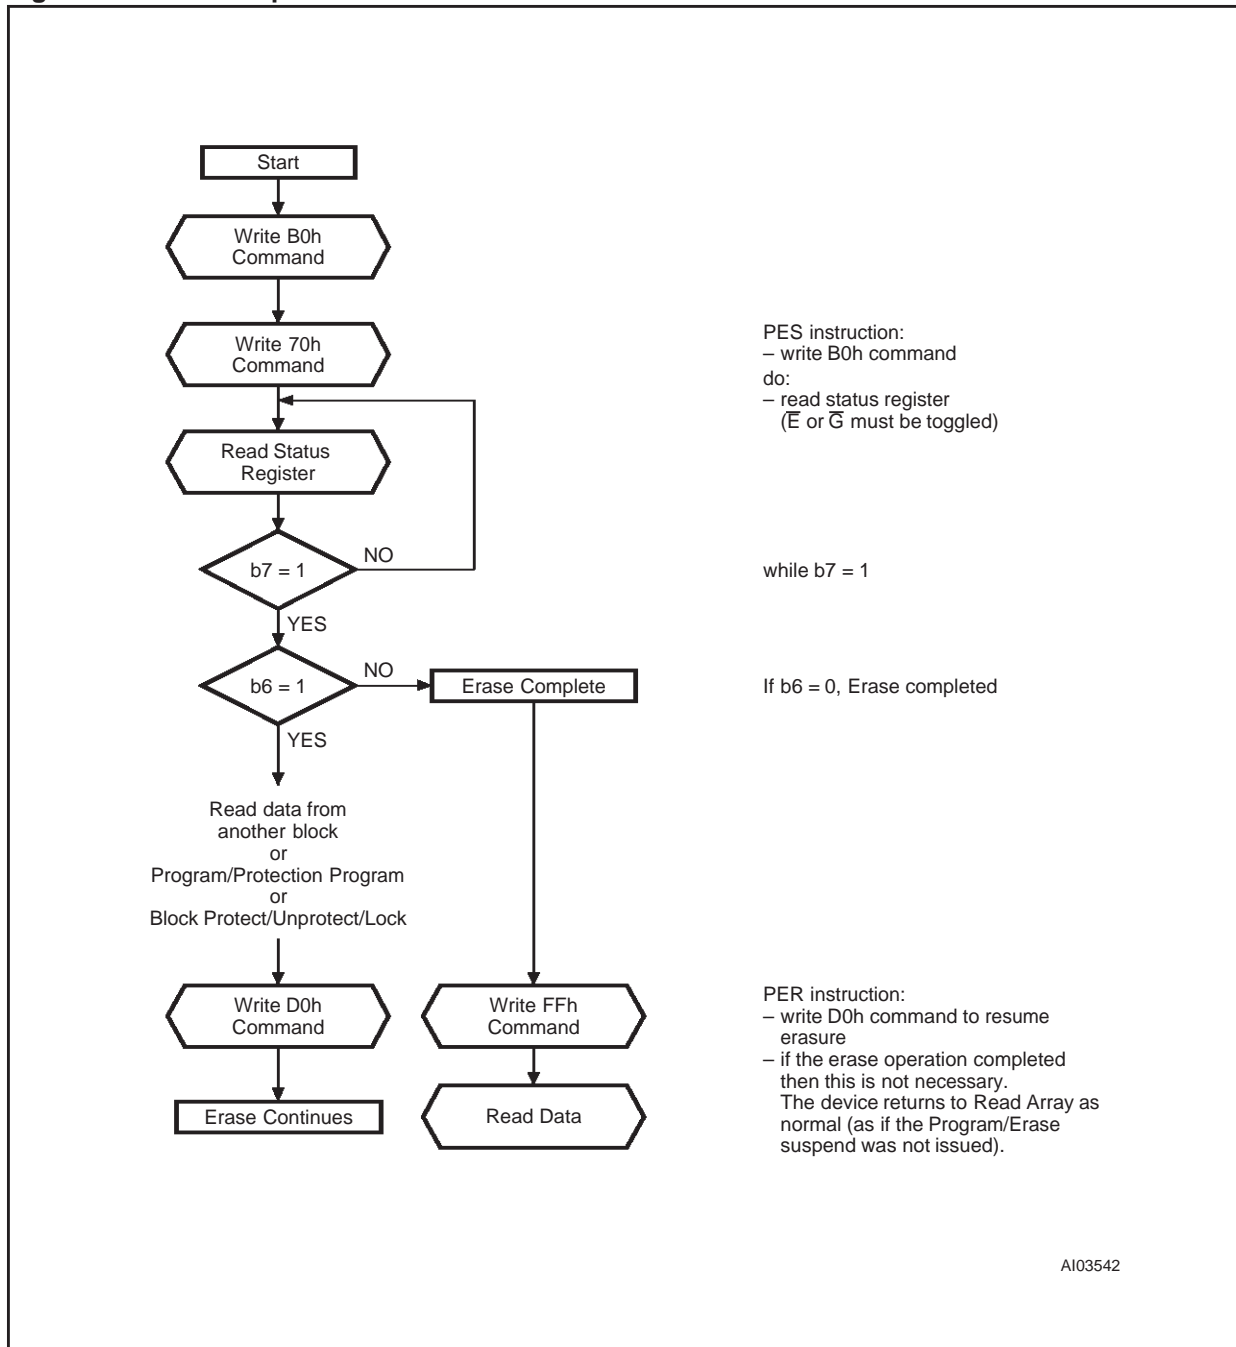 Start
Write B0h
Command
Write 70h
Command
PES instruction:
– write B0h command
do:
– read status register
(E̅ or G̅ must be toggled)
Read Status
Register
b7 = 1
NO
while b7 = 1
YES
b6 = 1
NO
Erase Complete
If b6 = 0, Erase completed
YES
Read data from
another block
or
Program/Protection Program
or
Block Protect/Unprotect/Lock
Write D0h
Command
Write FFh
Command
PER instruction:
– write D0h command to resume
erasure
– if the erase operation completed
then this is not necessary.
The device returns to Read Array as
normal (as if the Program/Erase
suspend was not issued).
Erase Continues
Read Data
AI03542